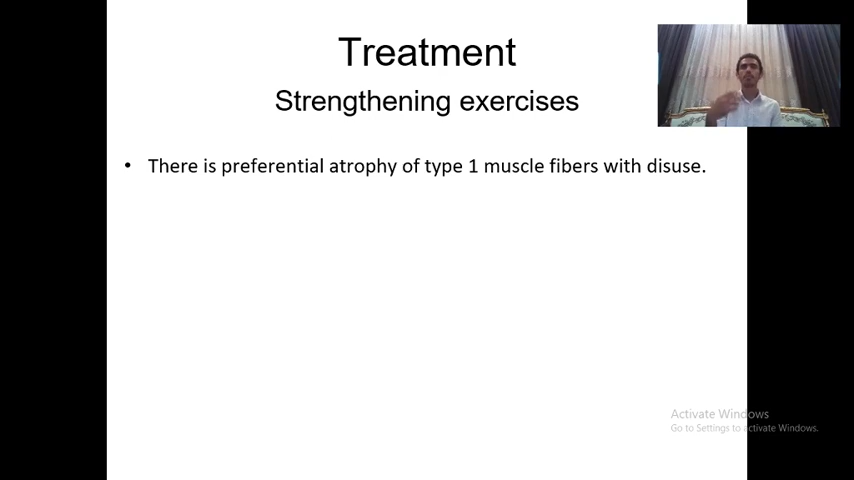 Treatment
Strengthening exercises
• There is preferential atrophy of type 1 muscle fibers with disuse.
Activate Windows
Go to Settings to activate Windows.